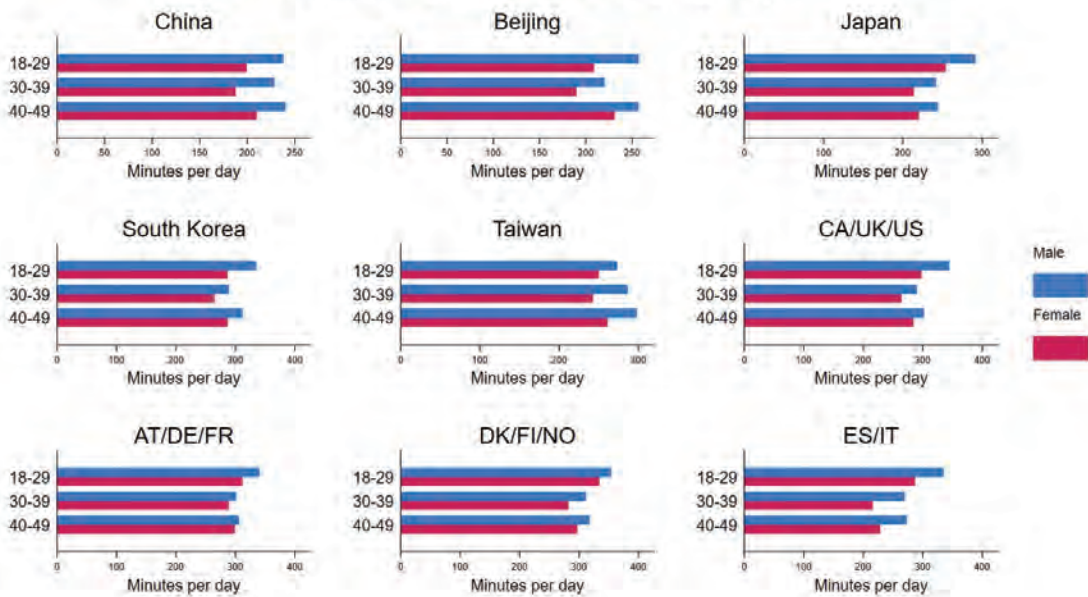 China
18-29
30-39
40-49
0 50 100 150 200 250
Minutes per day
Beijing
18-29
30-39
40-49
0 50 100 150 200 250
Minutes per day
Japan
18-29
30-39
40-49
0 100 200 300
Minutes per day
South Korea
18-29
30-39
40-49
0 100 200 300 400
Minutes per day
Taiwan
18-29
30-39
40-49
0 100 200 300
Minutes per day
CA/UK/US
18-29
30-39
40-49
0 100 200 300 400
Minutes per day
Male
Female
AT/DE/FR
18-29
30-39
40-49
0 100 200 300 400
Minutes per day
DK/FI/NO
18-29
30-39
40-49
0 100 200 300 400
Minutes per day
ES/IT
18-29
30-39
40-49
0 100 200 300 400
Minutes per day